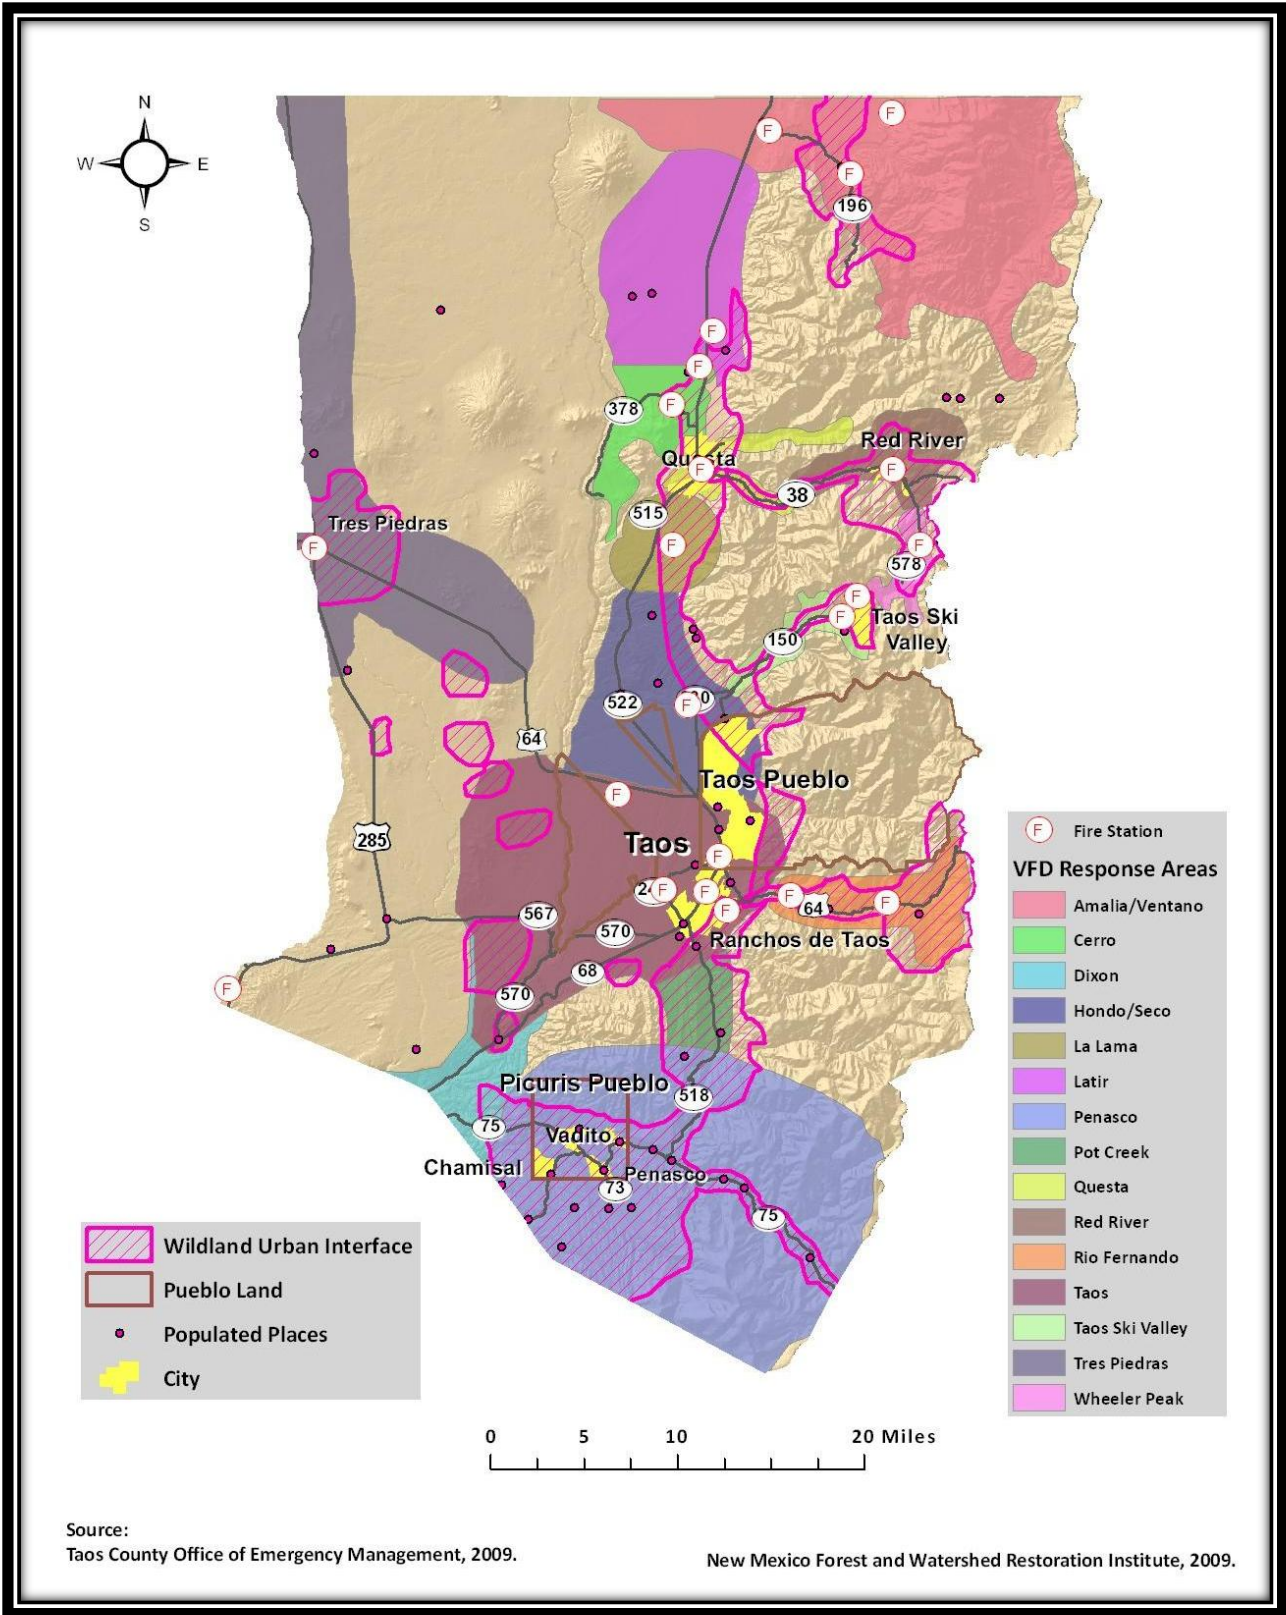 N
W
E
S
F
F
F
196
F
F
378
F
Red River
Questa
F
F
38
515
Tres Piedras
F
F
F
578
F
F
Taos Ski
Valley
150
522
F
64
Taos Pueblo
F
285
Taos
F
F
F
F
F
64
F
567
570
Ranchos de Taos
68
F
570
Picuris Pueblo
518
75
Vadito
Chamisal
Penasco
73
75
F Fire Station
VFD Response Areas
Amalia/Ventano
Cerro
Dixon
Hondo/Seco
La Lama
Latir
Penasco
Pot Creek
Questa
Red River
Rio Fernando
Taos
Taos Ski Valley
Tres Piedras
Wheeler Peak
Wildland Urban Interface
Pueblo Land
Populated Places
City
0 5 10 20 Miles
Source:
Taos County Office of Emergency Management, 2009.
New Mexico Forest and Watershed Restoration Institute, 2009.